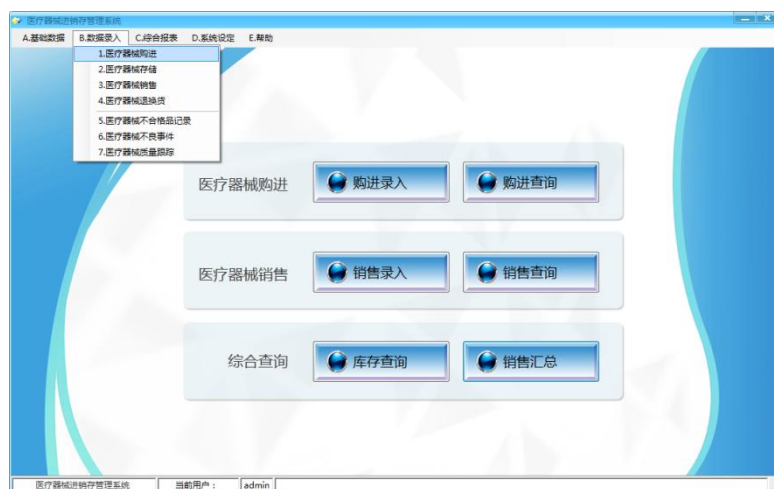 医疗器械进销存管理系统
A.基础数据 B.数据录入 C.综合报表 D.系统设定 E.帮助
1.医疗器械购进
2.医疗器械存储
3.医疗器械销售
4.医疗器械退换货
5.医疗器械不合格品记录
6.医疗器械不良事件
7.医疗器械质量跟踪
医疗器械购进 购进录入 购进查询
医疗器械销售 销售录入 销售查询
综合查询 库存查询 销售汇总
医疗器械进销存管理系统 当前用户： admin